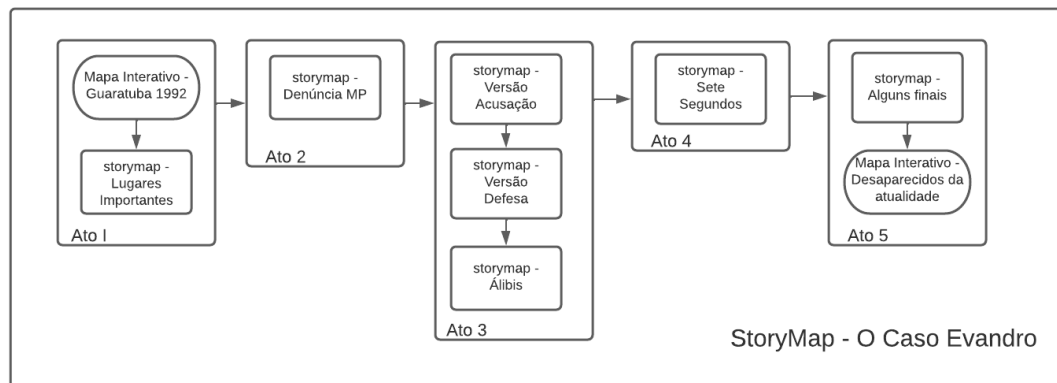 Mapa Interativo -
Guaratuba 1992
storymap -
Lugares
Importantes
Ato I
storymap -
Denúncia MP
Ato 2
storymap -
Versão
Acusação
storymap -
Versão
Defesa
storymap -
Álibis
Ato 3
storymap -
Sete
Segundos
Ato 4
storymap -
Alguns finais
Mapa Interativo -
Desaparecidos da
atualidade
Ato 5
StoryMap - O Caso Evandro